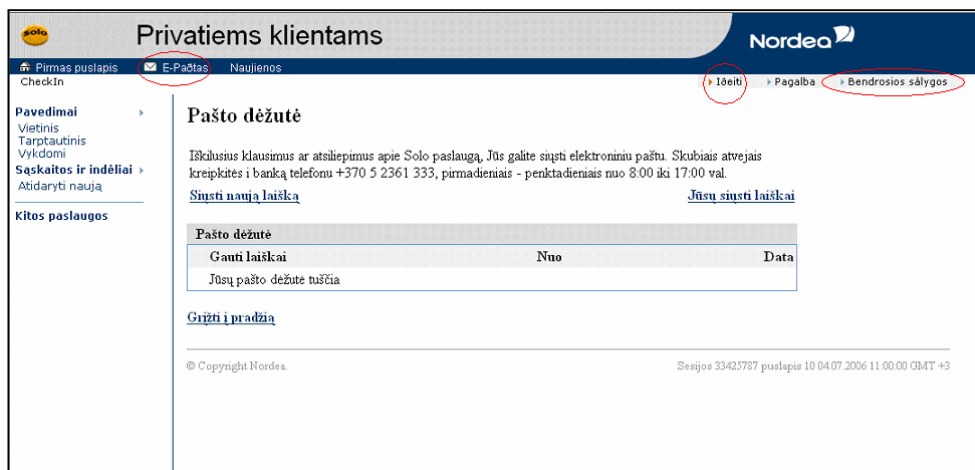 solo
Privatiems klientams
Nordea
Pirmas puslapis E-Paðtas Naujienos
CheckIn Iðeiti Pagalba Bendrosios sàlygos
Pavedimai
Vietinis
Tarptautinis
Vykdomi
Sąskaitos ir indėliai
Atidaryti naują
Kitos paslaugos
Pašto dėžutė
Iškilusius klausimus ar atsiliepimus apie Solo paslaugą, Jūs galite siųsti elektroniniu paštu. Skubiais atvejais
kreipkitės i banką telefonu +370 5 2361 333, pirmadieniais - penktadieniais nuo 8:00 iki 17:00 val.
Siųsti naują laišką Jūsų siųsti laiškai
Pašto dėžutė
Gauti laiškai Nuo Data
Jūsų pašto dėžutė tuščia
Grįžti į pradžią
© Copyright Nordea. Sesijos 33425787 puslapis 10 04.07.2006 11:00:00 GMT +3